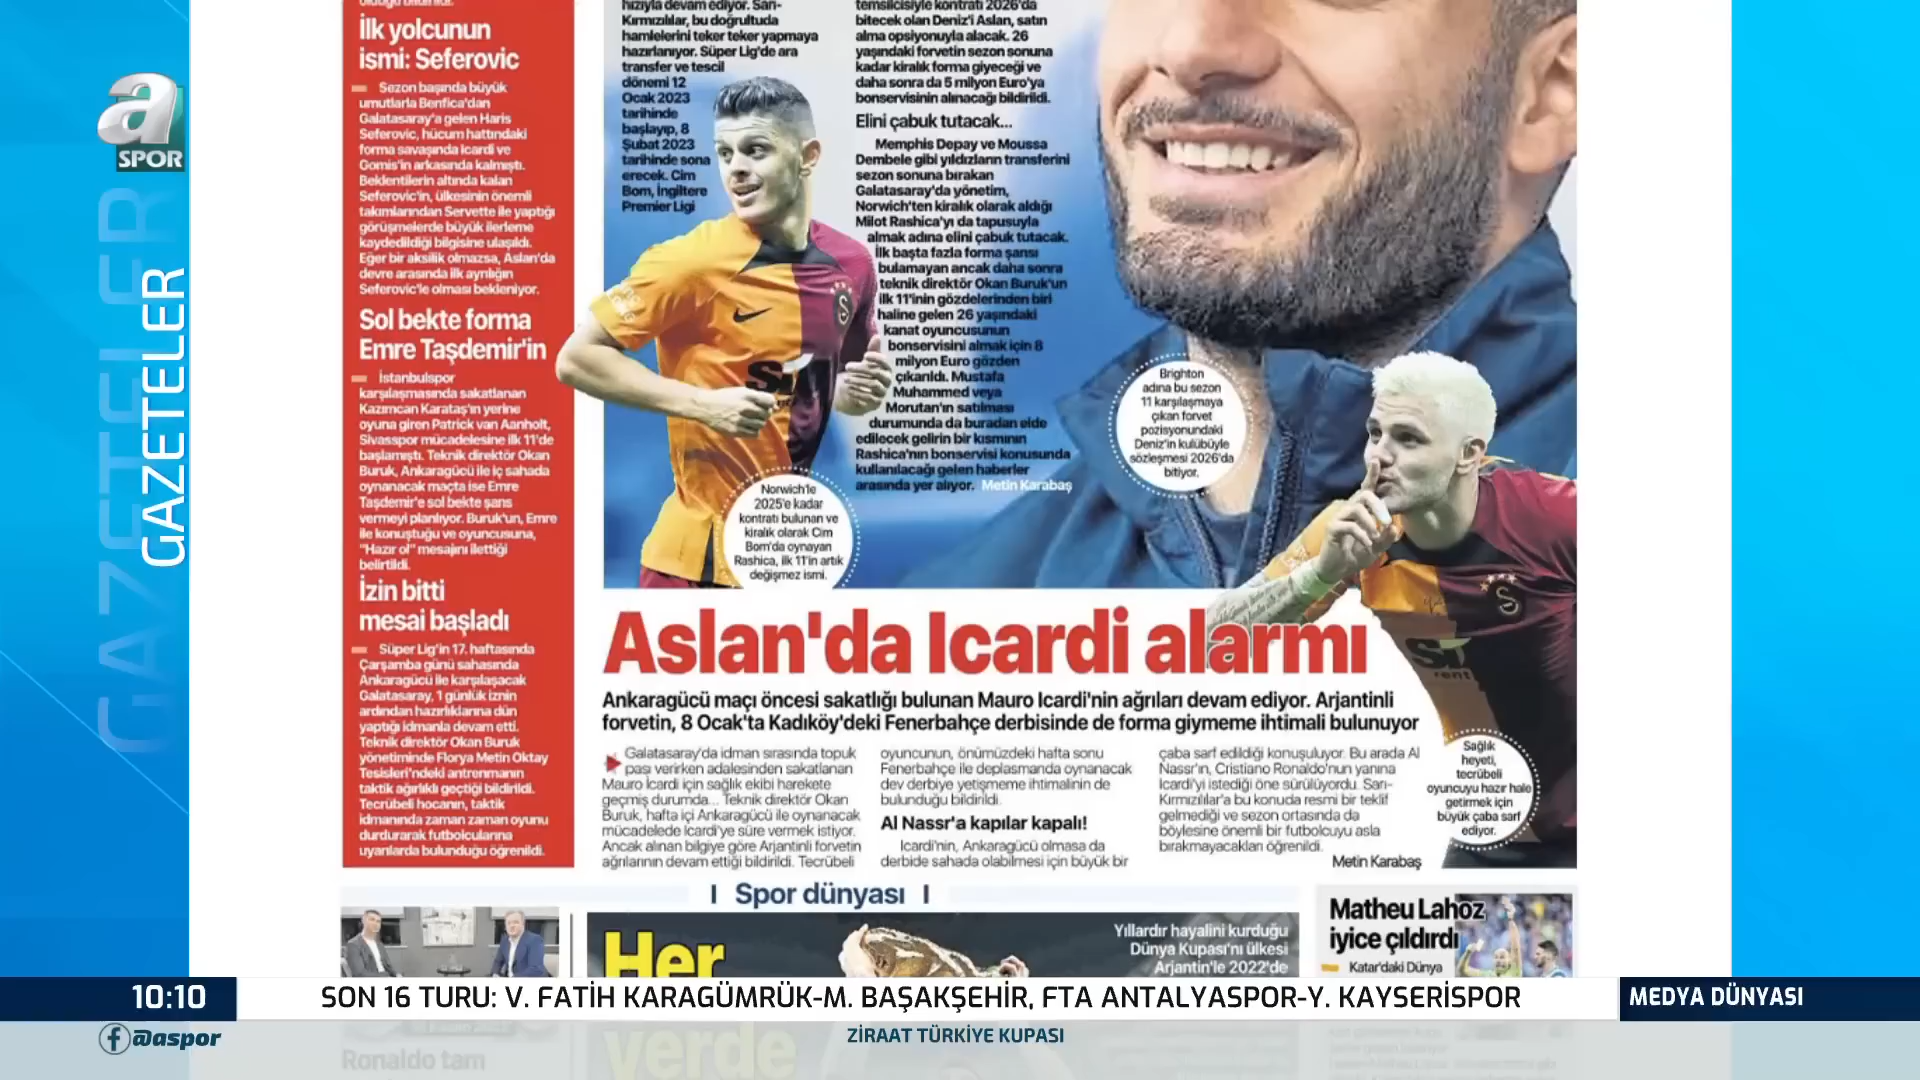 a
SPOR
GAZETELER
GAZETELER
İlk yolcunun
ismi: Seferovic
Sezon başında büyük
umutlarla Benfica'dan
Galatasaray'a gelen Haris
Seferovic, hücum hattındaki
forma savaşında Icardi ve
Gomis'in arkasında kalmıştı.
Beklentilerin altında kalan
Seferovic'in, ülkesinin önemli
takımlarından Servette ile yaptığı
görüşmelerde büyük ilerleme
kaydedildiği bilgisine ulaşıldı.
Eğer bir aksilik olmazsa, Aslan'da
devre arasında ilk ayrılığın
Seferovic'le olması bekleniyor.
Sol bekte forma
Emre Taşdemir'in
İstanbulspor
karşılaşmasında sakatlanan
Kazımcan Karataş'ın yerine
oyuna giren Patrick van Aanholt,
Sivasspor mücadelesine ilk 11'de
başlamıştı. Teknik direktör Okan
Buruk, Ankaragücü ile iç sahada
oynanacak maçta ise Emre
Taşdemir'e sol bekte şans
vermeyi planlıyor. Buruk'un, Emre
ile konuştuğu ve oyuncusuna,
"Hazır ol" mesajını ilettiği
belirtildi.
İzin bitti
mesai başladı
Süper Lig'in 17. haftasında
Çarşamba günü sahasında
Ankaragücü ile karşılaşacak
Galatasaray, 1 günlük iznin
ardından hazırlıklarına dün
yaptığı idmanla devam etti.
Teknik direktör Okan Buruk
yönetiminde Florya Metin Oktay
Tesisleri'ndeki antrenmanın
taktik ağırlıklı geçtiği bildirildi.
Tecrübeli hocanın, taktik
idmanında zaman zaman oyunu
durdurarak futbolcularına
uyarılarda bulunduğu öğrenildi.
hızıyla devam ediyor. Sarı-
Kırmızılılar, bu doğrultuda
hamlelerini teker teker yapmaya
hazırlanıyor. Süper Lig'de ara
transfer ve tescil
dönemi 12
Ocak 2023
tarihinde
başlayıp, 8
Şubat 2023
tarihinde sona
erecek. Cim
Bom, İngiltere
Premier Ligi
temsilcisiyle kontratı 2026'da
bitecek olan Deniz'i Aslan, satın
alma opsiyonuyla alacak. 26
yaşındaki forvetin sezon sonuna
kadar kiralık forma giyeceği ve
daha sonra da 5 milyon Euro'ya
bonservisinin alınacağı bildirildi.
Elini çabuk tutacak...
Memphis Depay ve Moussa
Dembele gibi yıldızların transferini
sezon sonuna bırakan
Galatasaray'da yönetim,
Norwich'ten kiralık olarak aldığı
Milot Rashica'yı da tapusuyla
almak adına elini çabuk tutacak.
İlk başta fazla forma şansı
bulamayan ancak daha sonra
teknik direktör Okan Buruk'un
ilk 11'inin gözdelerinden biri
haline gelen 26 yaşındaki
kanat oyuncusunun
bonservisini almak için 8
milyon Euro gözden
çıkarıldı. Mustafa
Muhammed veya
Morutan'ın satılması
durumunda da buradan elde
edilecek gelirin bir kısmının
Rashica'nın bonservisi konusunda
kullanılacağı gelen haberler
arasında yer alıyor. Metin Karabaş
Norwich'le
2025'e kadar
kontratı bulunan ve
kiralık olarak Cim
Bom'da oynayan
Rashica, ilk 11'in artık
değişmez ismi.
Brighton
adına bu sezon
11 karşılaşmaya
çıkan forvet
pozisyonundaki
Deniz'in kulübüyle
sözleşmesi 2026'da
bitiyor.
Aslan'da Icardi alarmı
Ankaragücü maçı öncesi sakatlığı bulunan Mauro Icardi'nin ağrıları devam ediyor. Arjantinli
forvetin, 8 Ocak'ta Kadıköy'deki Fenerbahçe derbisinde de forma giymeme ihtimali bulunuyor
Galatasaray'da idman sırasında topuk
pası verirken adalesinden sakatlanan
Mauro Icardi için sağlık ekibi harekete
geçmiş durumda... Teknik direktör Okan
Buruk, hafta içi Ankaragücü ile oynanacak
mücadelede Icardi'ye süre vermek istiyor.
Ancak alınan bilgiye göre Arjantinli forvetin
ağrılarının devam ettiği bildirildi. Tecrübeli
oyuncunun, önümüzdeki hafta sonu
Fenerbahçe ile deplasmanda oynanacak
dev derbiye yetişmeme ihtimalinin de
bulunduğu bildirildi.
Al Nassr'a kapılar kapalı!
Icardi'nin, Ankaragücü olmasa da
derbide sahada olabilmesi için büyük bir
çaba sarf edildiği konuşuluyor. Bu arada Al
Nassr'ın, Cristiano Ronaldo'nun yanına
Icardi'yi istediği öne sürülüyordu. Sarı-
Kırmızılılar'a bu konuda resmi bir teklif
gelmediği ve sezon ortasında da
böylesine önemli bir futbolcuyu asla
bırakmayacakları öğrenildi.
Metin Karabaş
Sağlık
heyeti,
tecrübeli
oyuncuyu hazır hale
getirmek için
büyük çaba sarf
ediyor.
Spor dünyası
Her
yerde
Yıllardır hayalini kurduğu
Dünya Kupası'nı ülkesi
Arjantin'le 2022'de
Matheu Lahoz
iyice çıldırdı
Katar'daki Dünya
Ronaldo tam
10:10
SON 16 TURU: V. FATİH KARAGÜMRÜK-M. BAŞAKŞEHİR, FTA ANTALYASPOR-Y. KAYSERİSPOR
MEDYA DÜNYASI
@aspor
ZİRAAT TÜRKİYE KUPASI